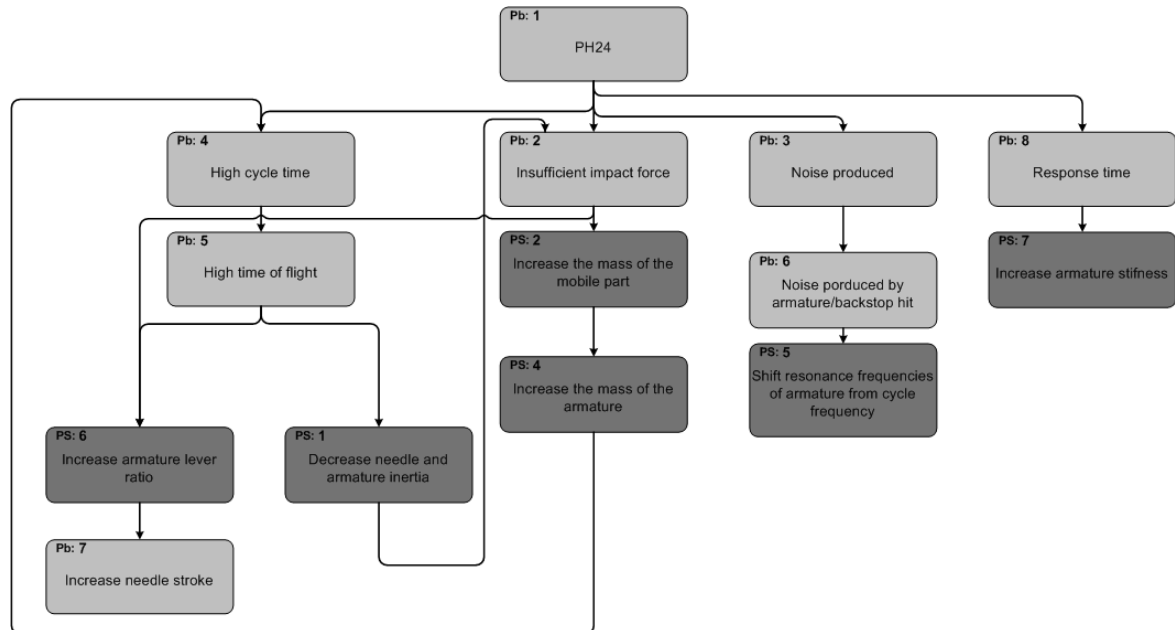 Pb: 1
PH24
Pb: 4
High cycle time
Pb: 2
Insufficient impact force
Pb: 3
Noise produced
Pb: 8
Response time
Pb: 5
High time of flight
PS: 2
Increase the mass of the
mobile part
Pb: 6
Noise porduced by
armature/backstop hit
PS: 7
Increase armature stifness
PS: 4
Increase the mass of the
armature
PS: 5
Shift resonance frequencies
of armature from cycle
frequency
PS: 6
Increase armature lever
ratio
PS: 1
Decrease needle and
armature inertia
Pb: 7
Increase needle stroke